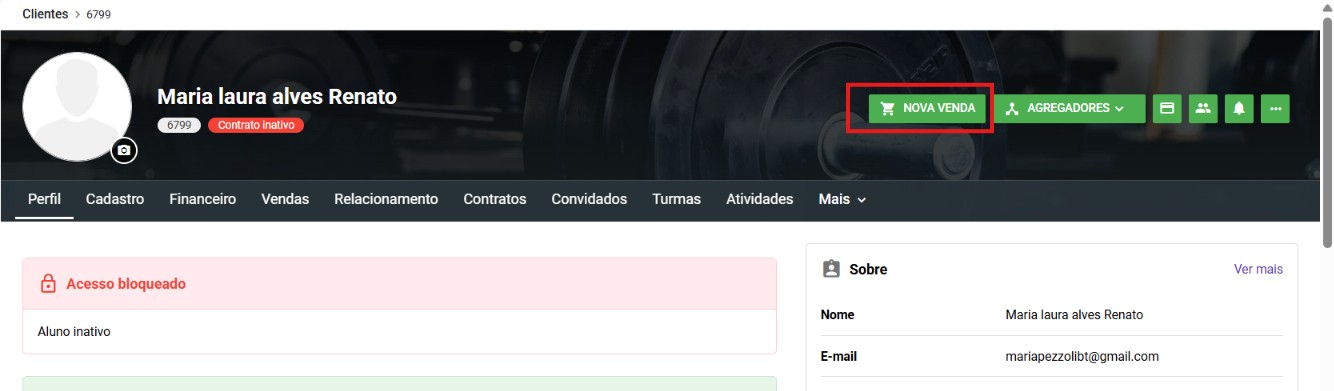 Clientes > 6799
Maria laura alves Renato
6799 Contrato inativo
NOVA VENDA AGREGADORES
Perfil Cadastro Financeiro Vendas Relacionamento Contratos Convidados Turmas Atividades Mais
Acesso bloqueado
Aluno inativo
Sobre Ver mais
Nome Maria laura alves Renato
E-mail mariapezzolibt@gmail.com